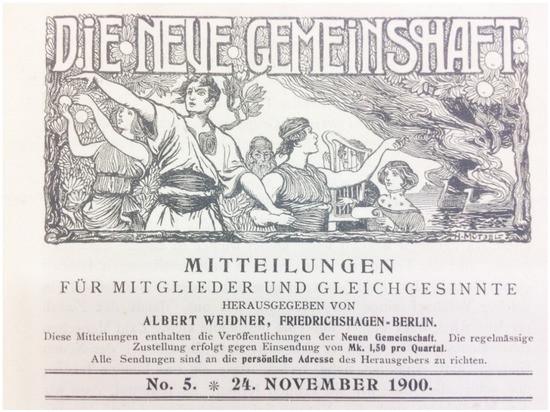 DIE · NEUE GEMEINSHAFT ·
MITTEILUNGEN
FÜR MITGLIEDER UND GLEICHGESINNTE
HERAUSGEGEBEN VON
ALBERT WEIDNER, FRIEDRICHSHAGEN-BERLIN.
Diese Mitteilungen enthalten die Veröffentlichungen der Neuen Gemeinschaft. Die regelmässige
Zustellung erfolgt gegen Einsendung von Mk. 1,50 pro Quartal.
Alle Sendungen sind an die persönliche Adresse des Herausgebers zu richten.
No. 5. * 24. NOVEMBER 1900.